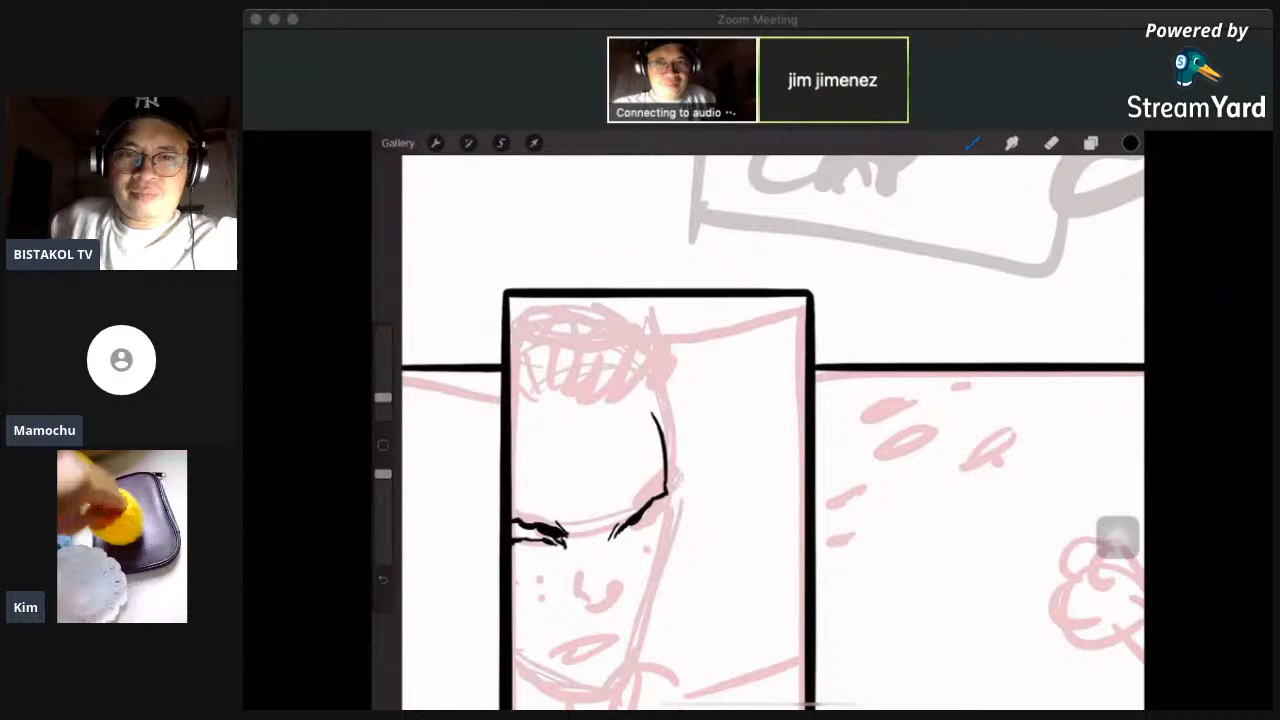 Zoom Meeting
Powered by
StreamYard
jim jimenez
Connecting to audio ···
Gallery
BISTAKOL TV
Mamochu
Kim